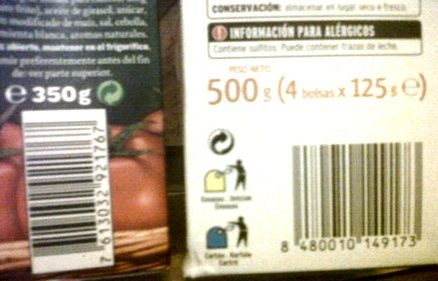 fino), aceite de girasol, azúcar,
modificado de maíz, sal, cebolla,
pimienta blanca, aromas naturales.
abierto, mantener en el frigorífico.
preferentemente antes del fin
de: ver parte superior.
e 350g
7 613032 921767
CONSERVACIÓN: almacenar en lugar seco e fresco.
INFORMACIÓN PARA ALÉRGICOS
Contiene sulfitos. Puede contener trazas de leche.
PESO NETO
500 g (4 bolsas x 125 g e)
Envases
Cartón
8 480010 149173